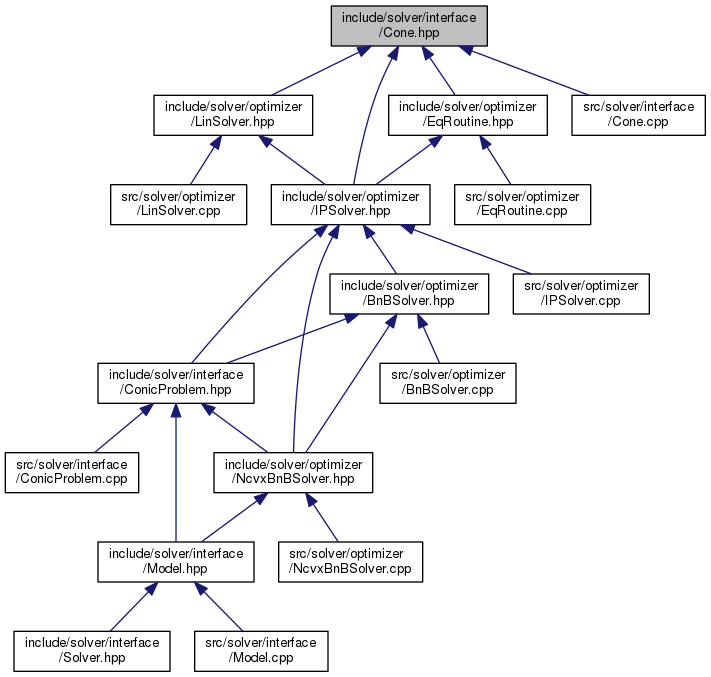 include/solver/interface
/Cone.hpp
include/solver/optimizer
/LinSolver.hpp
include/solver/optimizer
/EqRoutine.hpp
src/solver/interface
/Cone.cpp
src/solver/optimizer
/LinSolver.cpp
include/solver/optimizer
/IPSolver.hpp
src/solver/optimizer
/EqRoutine.cpp
include/solver/optimizer
/BnBSolver.hpp
src/solver/optimizer
/IPSolver.cpp
include/solver/interface
/ConicProblem.hpp
src/solver/optimizer
/BnBSolver.cpp
src/solver/interface
/ConicProblem.cpp
include/solver/optimizer
/NcvxBnBSolver.hpp
include/solver/interface
/Model.hpp
src/solver/optimizer
/NcvxBnBSolver.cpp
include/solver/interface
/Solver.hpp
src/solver/interface
/Model.cpp